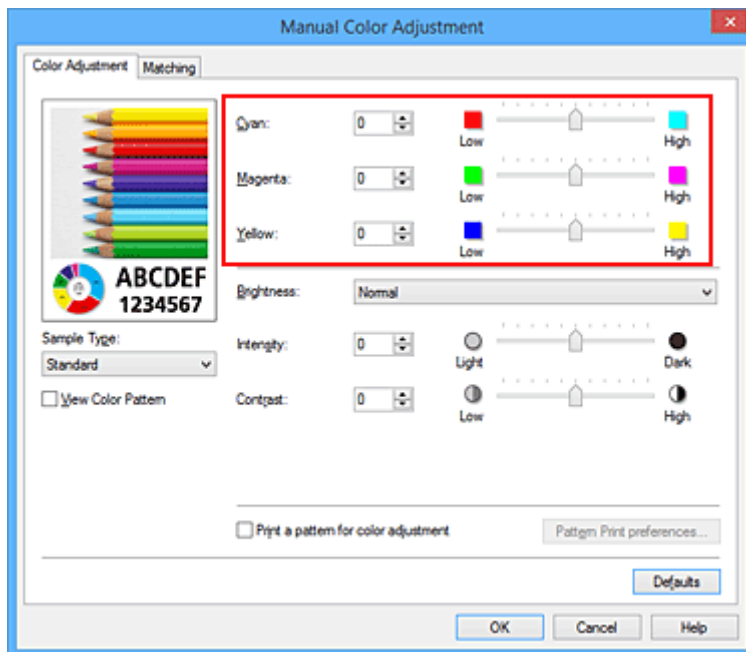 Manual Color Adjustment
Color Adjustment Matching
Cyan: 0 Low High
Magenta: 0 Low High
Yellow: 0 Low High
ABCDEF
1234567
Brightness: Normal
Sample Type:
Standard
Intensity: 0 Light Dark
View Color Pattern
Contrast: 0 Low High
Print a pattern for color adjustment Pattern Print preferences...
Defaults
OK Cancel Help